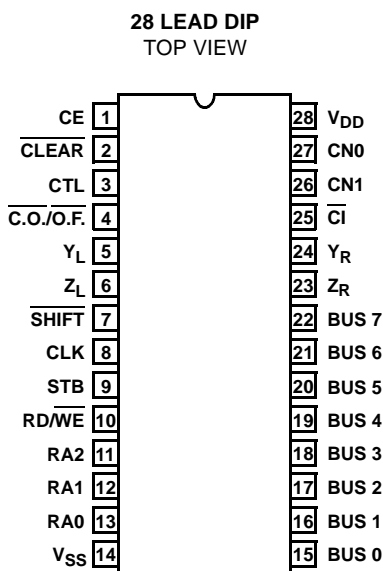 28 LEAD DIP
TOP VIEW
CE 1
CLEAR 2
CTL 3
C.O./O.F. 4
YL 5
ZL 6
SHIFT 7
CLK 8
STB 9
RD/WE 10
RA2 11
RA1 12
RA0 13
VSS 14
28 VDD
27 CN0
26 CN1
25 CI
24 YR
23 ZR
22 BUS 7
21 BUS 6
20 BUS 5
19 BUS 4
18 BUS 3
17 BUS 2
16 BUS 1
15 BUS 0